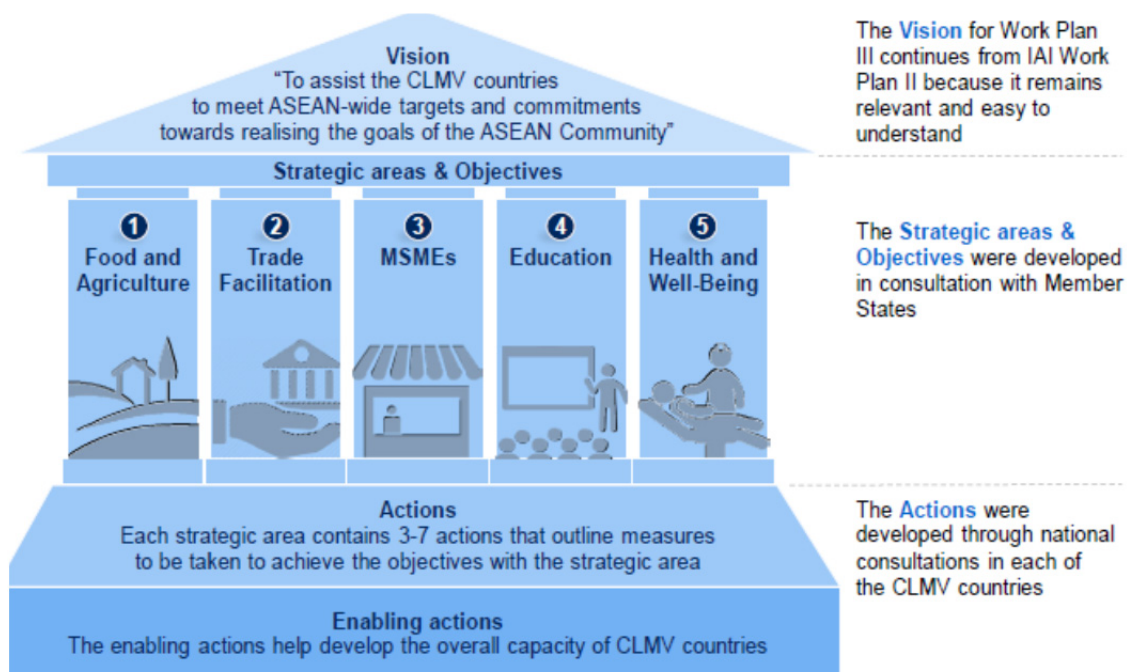 Vision
“To assist the CLMV countries
to meet ASEAN-wide targets and commitments
towards realising the goals of the ASEAN Community”
The Vision for Work Plan
III continues from IAI Work
Plan II because it remains
relevant and easy to
understand
Strategic areas & Objectives
1
Food and
Agriculture
2
Trade
Facilitation
3
MSMEs
4
Education
5
Health and
Well-Being
The Strategic areas &
Objectives were developed
in consultation with Member
States
Actions
Each strategic area contains 3-7 actions that outline measures
to be taken to achieve the objectives with the strategic area
The Actions were
developed through national
consultations in each of
the CLMV countries
Enabling actions
The enabling actions help develop the overall capacity of CLMV countries